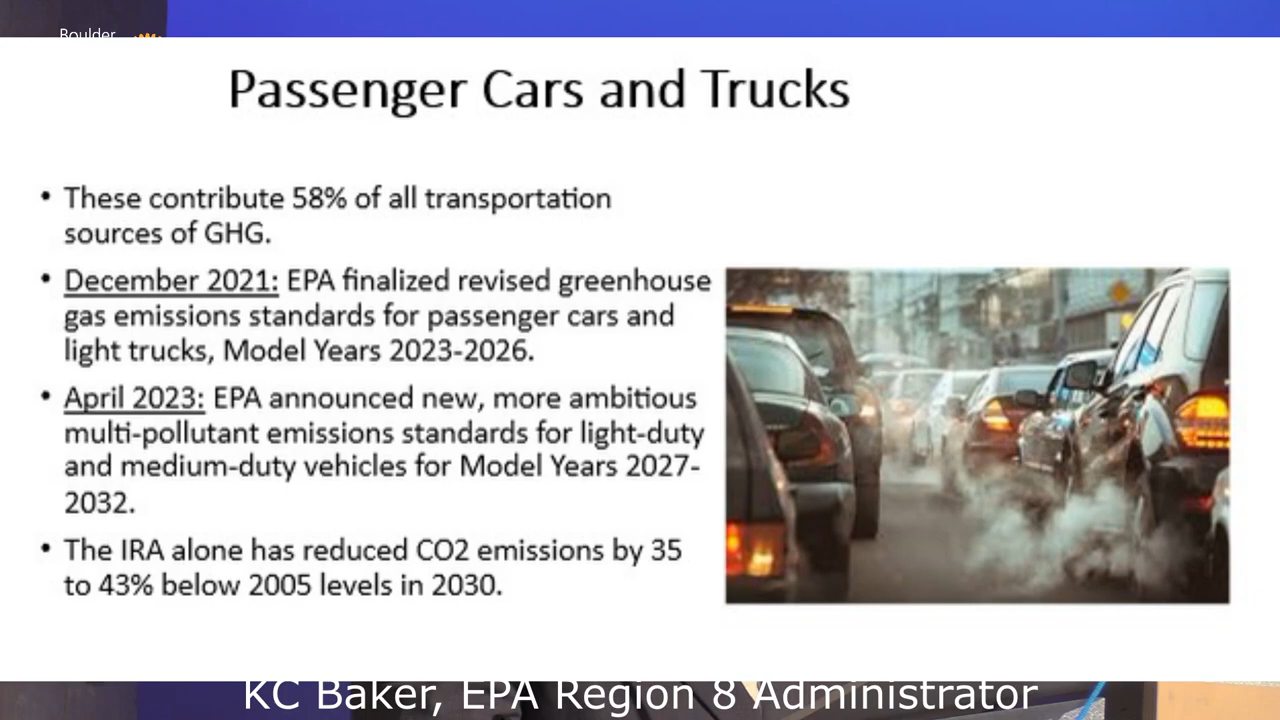 Boulder
Passenger Cars and Trucks
• These contribute 58% of all transportation
sources of GHG.
• December 2021: EPA finalized revised greenhouse
gas emissions standards for passenger cars and
light trucks, Model Years 2023-2026.
• April 2023: EPA announced new, more ambitious
multi-pollutant emissions standards for light-duty
and medium-duty vehicles for Model Years 2027-
2032.
• The IRA alone has reduced CO2 emissions by 35
to 43% below 2005 levels in 2030.
KC Baker, EPA Region 8 Administrator